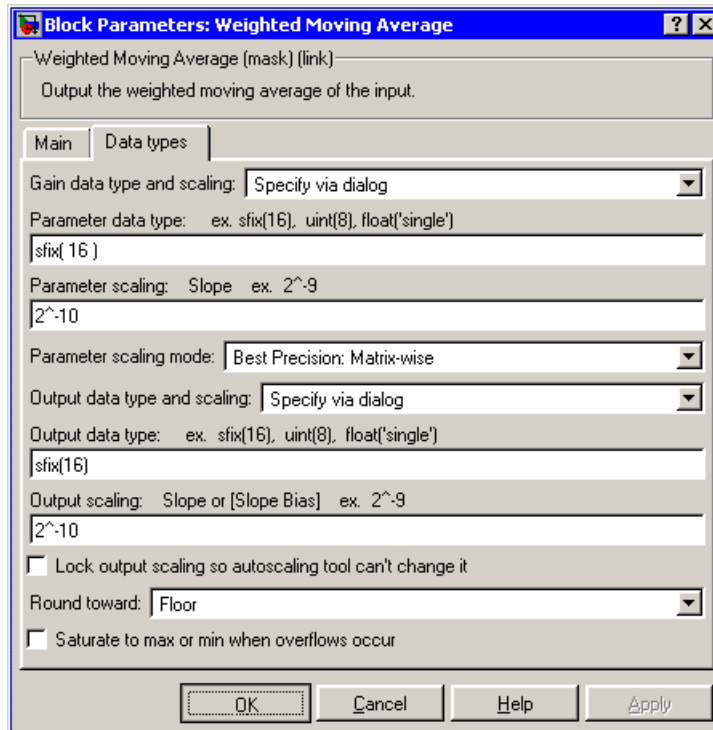 Block Parameters: Weighted Moving Average
Weighted Moving Average (mask) (link)
Output the weighted moving average of the input.
Main Data types
Gain data type and scaling: Specify via dialog
Parameter data type: ex. sfix(16), uint(8), float('single')
sfix( 16 )
Parameter scaling: Slope ex. 2^-9
2^-10
Parameter scaling mode: Best Precision: Matrix-wise
Output data type and scaling: Specify via dialog
Output data type: ex. sfix(16), uint(8), float('single')
sfix(16)
Output scaling: Slope or [Slope Bias] ex. 2^-9
2^-10
Lock output scaling so autoscaling tool can't change it
Round toward: Floor
Saturate to max or min when overflows occur
OK Cancel Help Apply